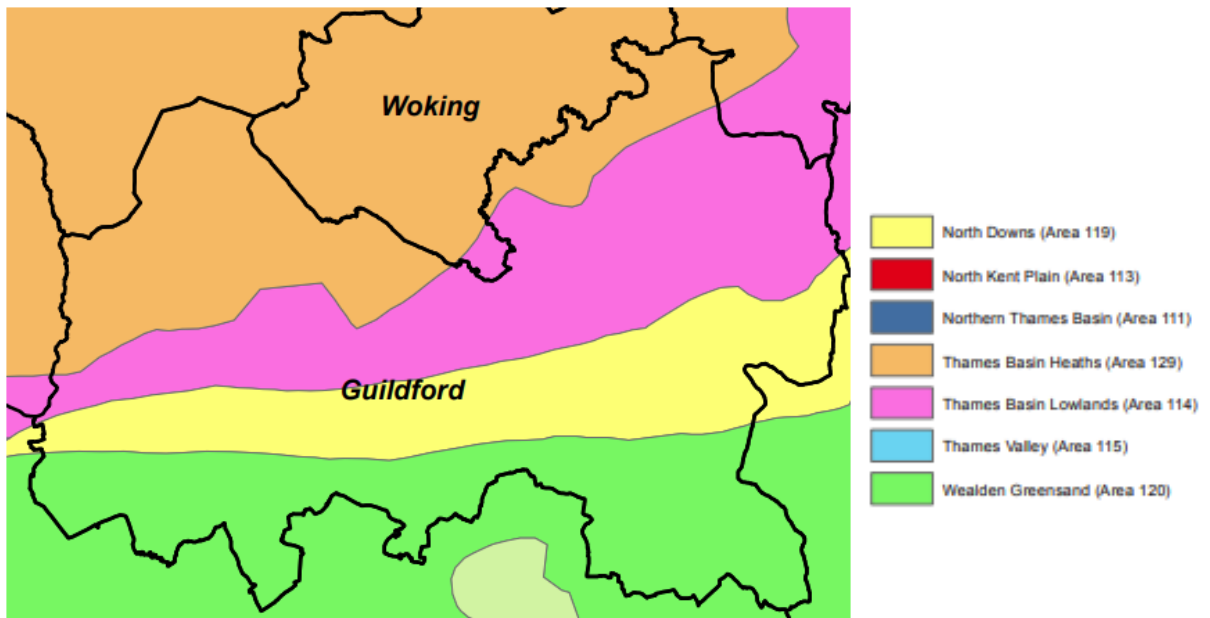 Woking
Guildford
North Downs (Area 119)
North Kent Plain (Area 113)
Northern Thames Basin (Area 111)
Thames Basin Heaths (Area 129)
Thames Basin Lowlands (Area 114)
Thames Valley (Area 115)
Wealden Greensand (Area 120)